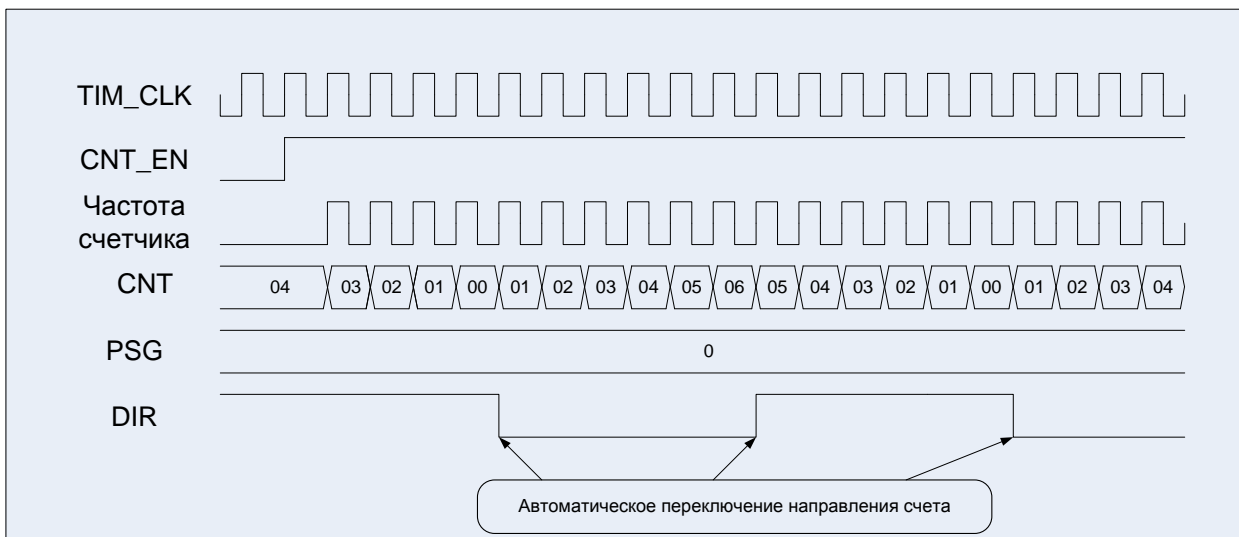 TIM_CLK
CNT_EN
Частота
счетчика
CNT
04 03 02 01 00 01 02 03 04 05 06 05 04 03 02 01 00 01 02 03 04
PSG
0
DIR
Автоматическое переключение направления счета